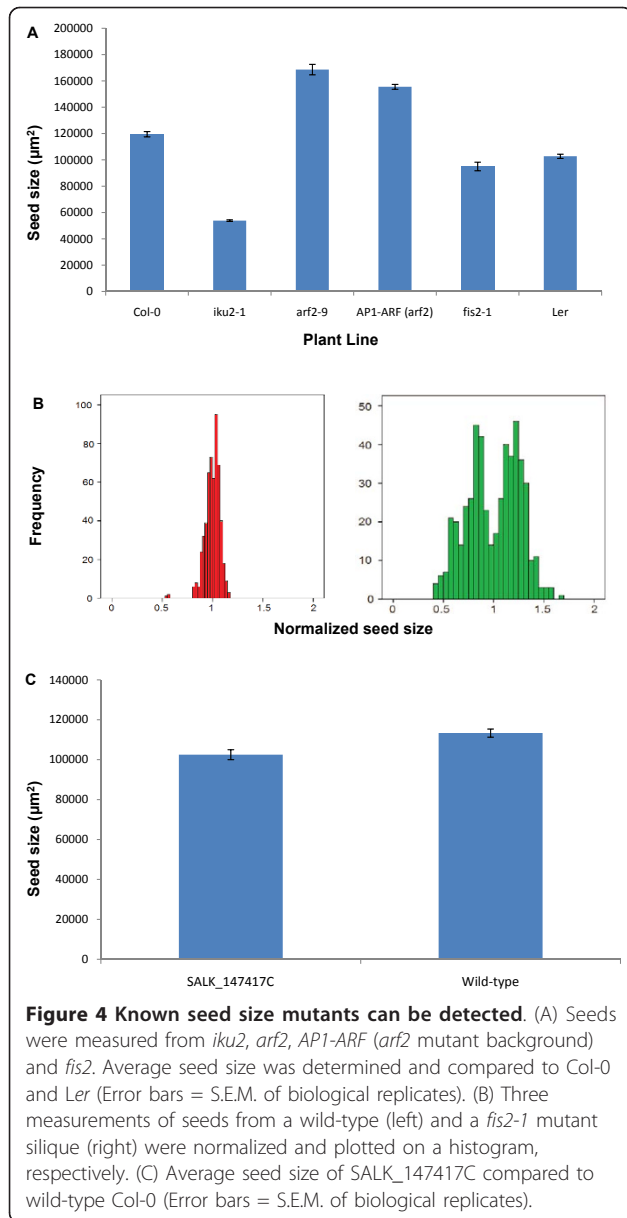 A
200000
180000
160000
140000
120000
100000
80000
60000
40000
20000
0
Seed size (µm²)
Col-0 iku2-1 arf2-9 AP1-ARF (arf2) fis2-1 Ler
Plant Line
B
100
80
60
40
20
0
Frequency
0 0.5 1 1.5 2
50
40
30
20
10
0
0 0.5 1 1.5 2
Normalized seed size
C
140000
120000
100000
80000
60000
40000
20000
0
Seed size (µm²)
SALK_147417C Wild-type
Figure 4 Known seed size mutants can be detected. (A) Seeds
were measured from iku2, arf2, AP1-ARF (arf2 mutant background)
and fis2. Average seed size was determined and compared to Col-0
and Ler (Error bars = S.E.M. of biological replicates). (B) Three
measurements of seeds from a wild-type (left) and a fis2-1 mutant
silique (right) were normalized and plotted on a histogram,
respectively. (C) Average seed size of SALK_147417C compared to
wild-type Col-0 (Error bars = S.E.M. of biological replicates).